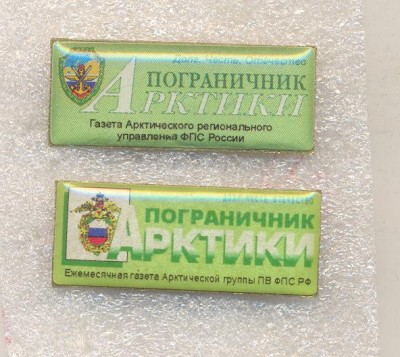 Долг, Честь, Отечество
ПОГРАНИЧНИК
АРКТИКИ
Газета Арктического регионального
управления ФПС России
ПОГРАНИЧНИК
АРКТИКИ
Ежемесячная газета Арктической группы ПВ ФПС РФ